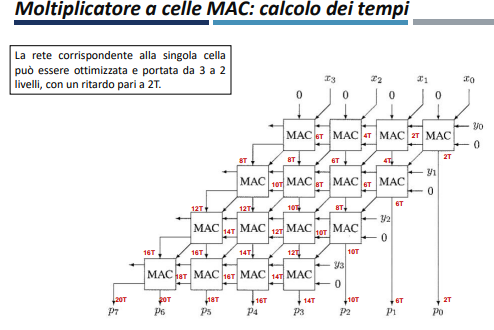 Moltiplicatore a celle MAC: calcolo dei tempi
La rete corrispondente alla singola cella
può essere ottimizzata e portata da 3 a 2
livelli, con un ritardo pari a 2T.
x3 x2 x1 x0
0 0 0 0
MAC 6T MAC 4T MAC 2T MAC y0
0
8T 8T 6T 4T 2T
MAC 10T MAC 8T MAC 6T MAC y1
0
12T 12T 10T 8T 6T
MAC 14T MAC 12T MAC 10T MAC y2
0
16T 16T 14T 12T 10T
MAC 18T MAC 16T MAC 14T MAC y3
0
20T 20T 18T 16T 14T 10T 6T 2T
p7 p6 p5 p4 p3 p2 p1 p0